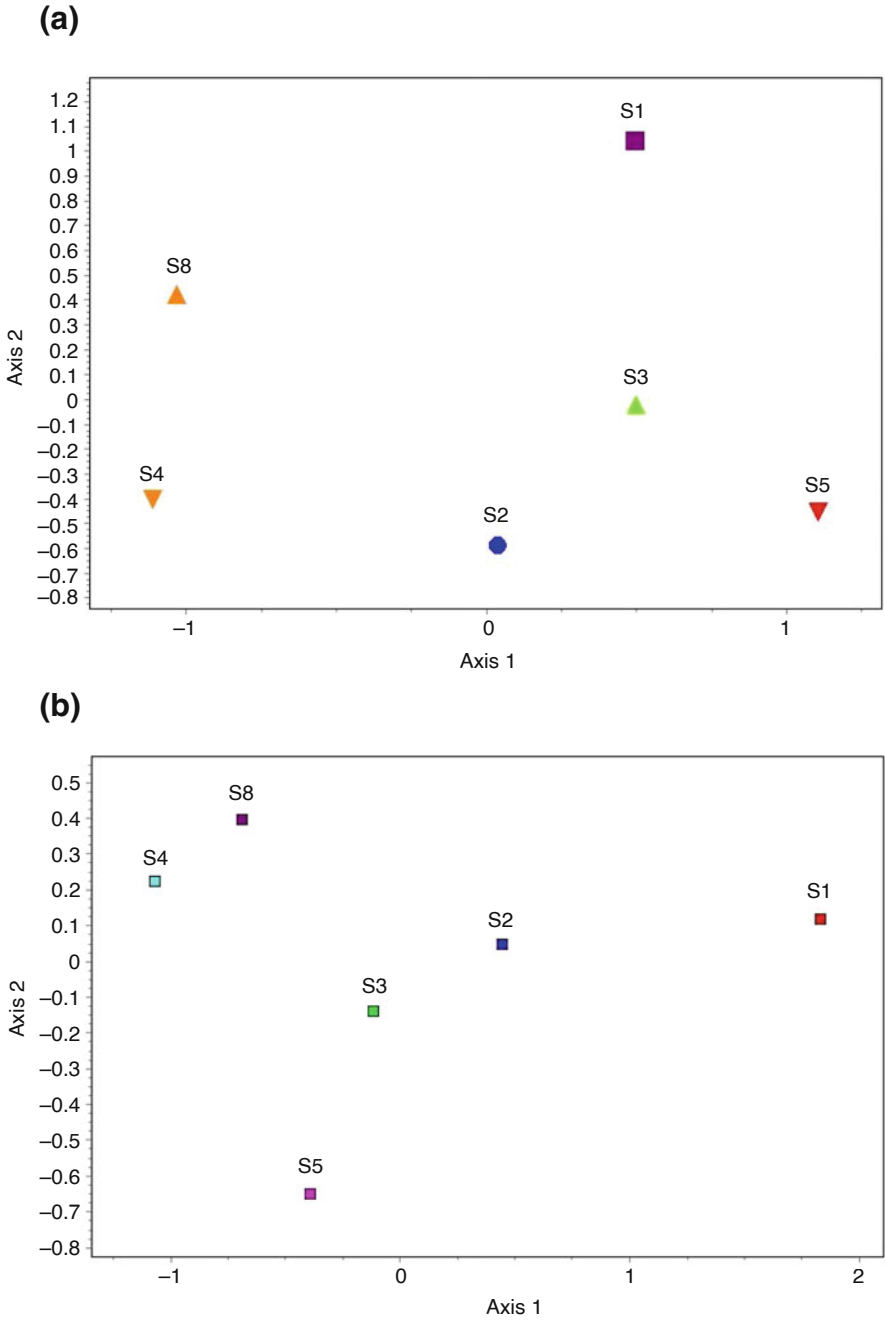 (a)
1.2
1.1
1
0.9
0.8
0.7
0.6
0.5
0.4
0.3
0.2
0.1
0
–0.1
–0.2
–0.3
–0.4
–0.5
–0.6
–0.7
–0.8
Axis 2
S1
S8
S3
S4
S5
S2
–1 0 1
Axis 1
(b)
0.5
0.4
0.3
0.2
0.1
0
–0.1
–0.2
–0.3
–0.4
–0.5
–0.6
–0.7
–0.8
Axis 2
S8
S4
S1
S2
S3
S5
–1 0 1 2
Axis 1